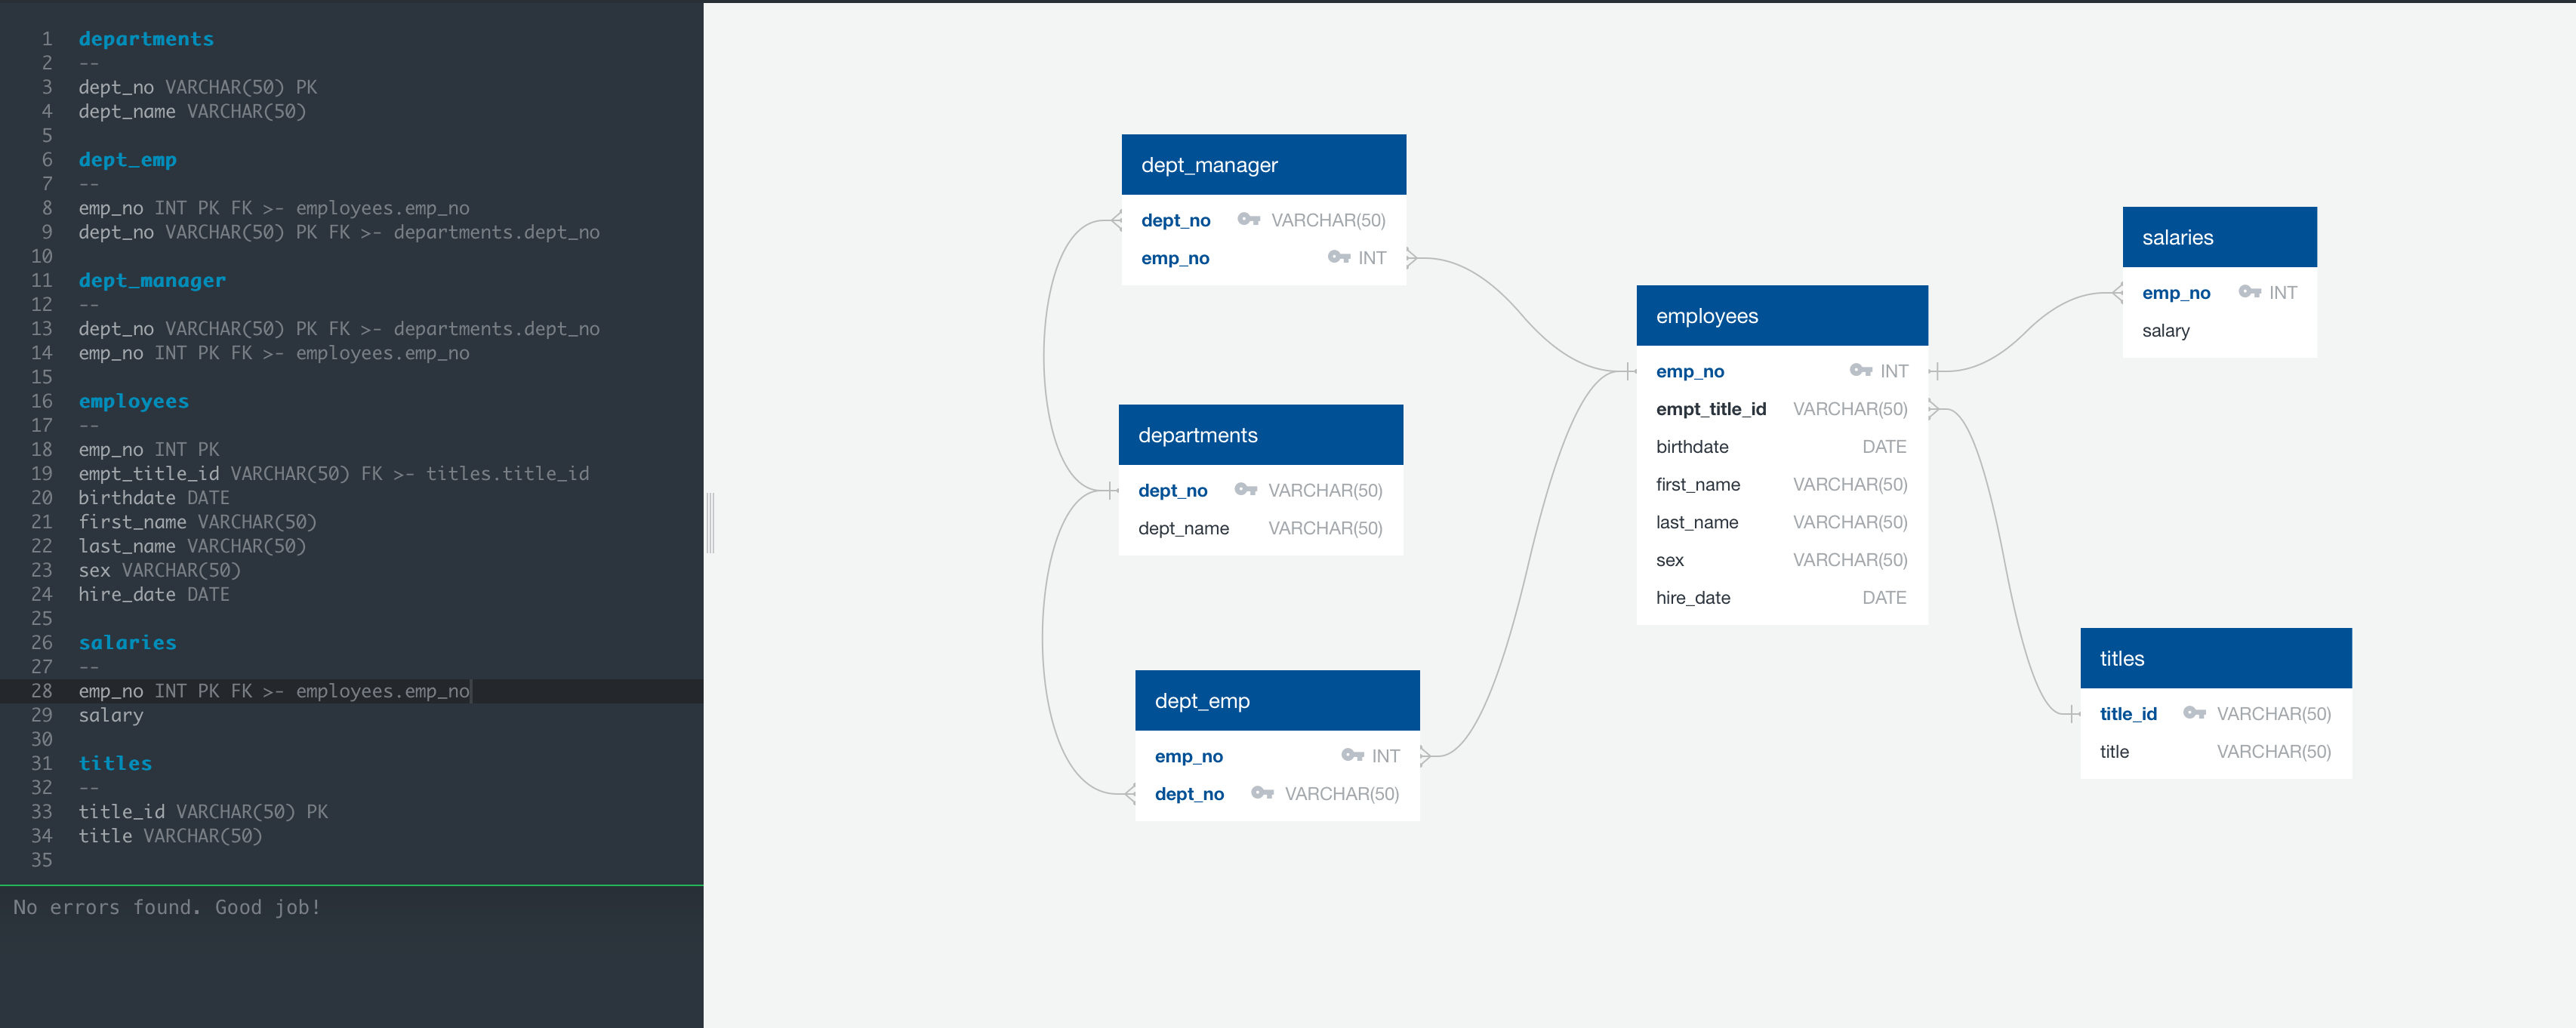 1 departments
2 --
3 dept_no VARCHAR(50) PK
4 dept_name VARCHAR(50)
5
6 dept_emp
7 --
8 emp_no INT PK FK >- employees.emp_no
9 dept_no VARCHAR(50) PK FK >- departments.dept_no
10
11 dept_manager
12 --
13 dept_no VARCHAR(50) PK FK >- departments.dept_no
14 emp_no INT PK FK >- employees.emp_no
15
16 employees
17 --
18 emp_no INT PK
19 empt_title_id VARCHAR(50) FK >- titles.title_id
20 birthdate DATE
21 first_name VARCHAR(50)
22 last_name VARCHAR(50)
23 sex VARCHAR(50)
24 hire_date DATE
25
26 salaries
27 --
28 emp_no INT PK FK >- employees.emp_no
29 salary
30
31 titles
32 --
33 title_id VARCHAR(50) PK
34 title VARCHAR(50)
35
No errors found. Good job!
dept_manager
dept_no VARCHAR(50)
emp_no INT
departments
dept_no VARCHAR(50)
dept_name VARCHAR(50)
dept_emp
emp_no INT
dept_no VARCHAR(50)
employees
emp_no INT
empt_title_id VARCHAR(50)
birthdate DATE
first_name VARCHAR(50)
last_name VARCHAR(50)
sex VARCHAR(50)
hire_date DATE
salaries
emp_no INT
salary
titles
title_id VARCHAR(50)
title VARCHAR(50)